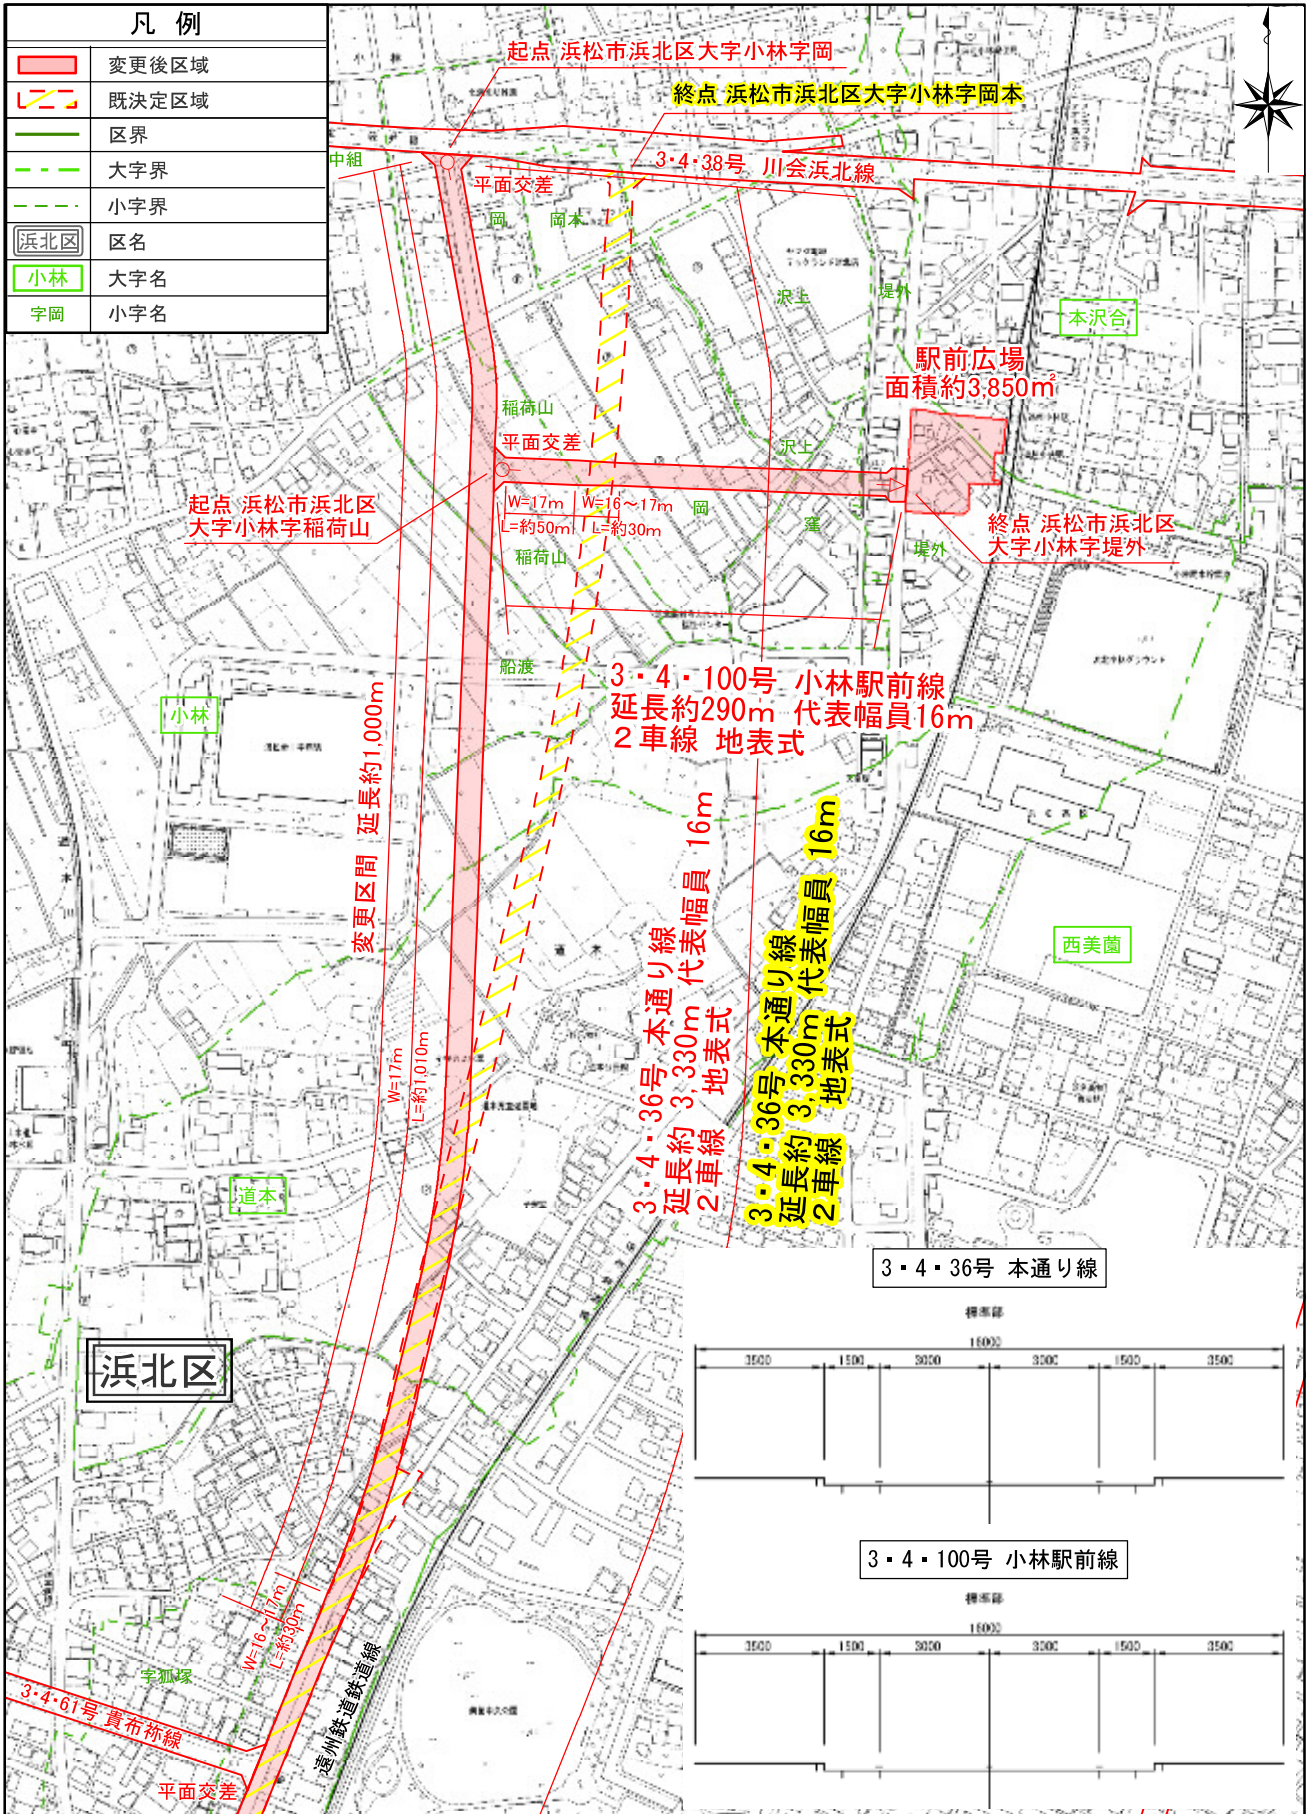 凡 例
変更後区域
既決定区域
区界
大字界
小字界
浜北区 区名
小林 大字名
字岡 小字名
起点 浜松市浜北区大字小林字岡
終点 浜松市浜北区大字小林字岡本
中組
3・4・38号 川会浜北線
平面交差
岡
岡本
沢上
堤外
本沢合
駅前広場
面積約3,850㎡
稲荷山
平面交差
沢上
起点 浜松市浜北区
大字小林字稲荷山
W=17m
L=約50m
W=16～17m
L=約30m
岡
窪
稲荷山
堤外
終点 浜松市浜北区
大字小林字堤外
船渡
小林
3・4・100号 小林駅前線
延長約290m 代表幅員16m
２車線 地表式
変更区間 延長約1,000m
W=17m
L=約1,010m
3・4・36号 本通り線
延長約 3,330m 代表幅員 16m
２車線 地表式
3・4・36号 本通り線
延長約 3,330m 代表幅員 16m
２車線 地表式
西美薗
道本
道本
浜北区
W=16～17m
L=約30m
字狐塚
3・4・61号 貴布祢線
平面交差
遠州鉄道鉄道線
3・4・36号 本通り線
標準部
16000
3500 1500 3000 3000 1500 3500
3・4・100号 小林駅前線
標準部
16000
3500 1500 3000 3000 1500 3500